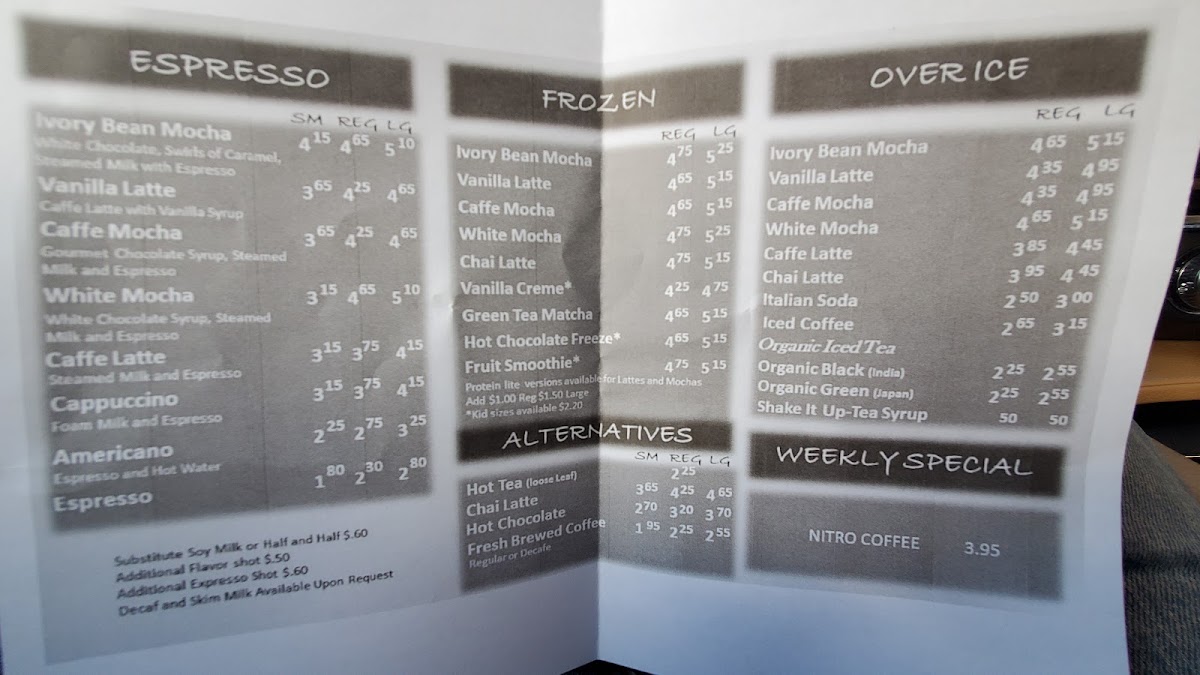 ESPRESSO
SM REG LG
Ivory Bean Mocha 4 15 4 65 5 10
White Chocolate, Swirls of Caramel,
Steamed Milk with Espresso
Vanilla Latte 3 65 4 25 4 65
Caffe Latte with Vanilla Syrup
Caffe Mocha 3 65 4 25 4 65
Gourmet Chocolate Syrup, Steamed
Milk and Espresso
White Mocha 3 15 4 65 5 10
White Chocolate Syrup, Steamed
Milk and Espresso
Caffe Latte 3 15 3 75 4 15
Steamed Milk and Espresso
Cappuccino 3 15 3 75 4 15
Foam Milk and Espresso
Americano 2 25 2 75 3 25
Espresso and Hot Water
Espresso 1 80 2 30 2 80
Substitute Soy Milk or Half and Half $.60
Additional Flavor shot $.50
Additional Expresso Shot $.60
Decaf and Skim Milk Available Upon Request
FROZEN
REG LG
Ivory Bean Mocha 4 75 5 25
Vanilla Latte 4 65 5 15
Caffe Mocha 4 65 5 15
White Mocha 4 75 5 25
Chai Latte 4 75 5 15
Vanilla Creme* 4 25 4 75
Green Tea Matcha 4 65 5 15
Hot Chocolate Freeze* 4 65 5 15
Fruit Smoothie* 4 75 5 15
Protein lite versions available for Lattes and Mochas
Add $1.00 Reg $1.50 Large
*Kid sizes available $2.20
ALTERNATIVES
SM REG LG
Hot Tea (loose Leaf) 2 25
Chai Latte 3 65 4 25 4 65
Hot Chocolate 2 70 3 20 3 70
Fresh Brewed Coffee 1 95 2 25 2 55
Regular or Decafe
OVER ICE
REG LG
Ivory Bean Mocha 4 65 5 15
Vanilla Latte 4 35 4 95
Caffe Mocha 4 35 4 95
White Mocha 4 65 5 15
Caffe Latte 3 85 4 45
Chai Latte 3 95 4 45
Italian Soda 2 50 3 00
Iced Coffee 2 65 3 15
Organic Iced Tea
Organic Black (India) 2 25 2 55
Organic Green (Japan) 2 25 2 55
Shake It Up-Tea Syrup 50 50
WEEKLY SPECIAL
NITRO COFFEE 3.95